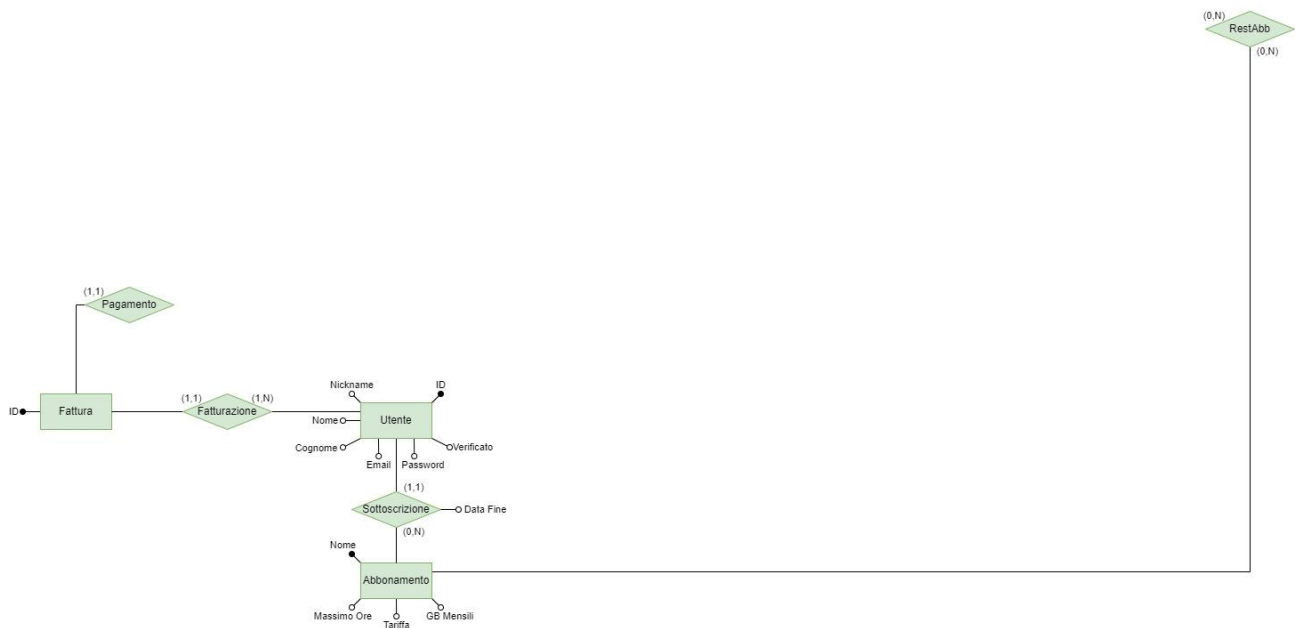 (0,N)
RestAbb
(0,N)
(1,1)
Pagamento
Nickname
ID
ID
Fattura
(1,1)
Fatturazione
(1,N)
Nome
Utente
Cognome
Email
Password
Verificato
(1,1)
Sottoscrizione
Data Fine
(0,N)
Nome
Abbonamento
Massimo Ore
Tariffa
GB Mensili